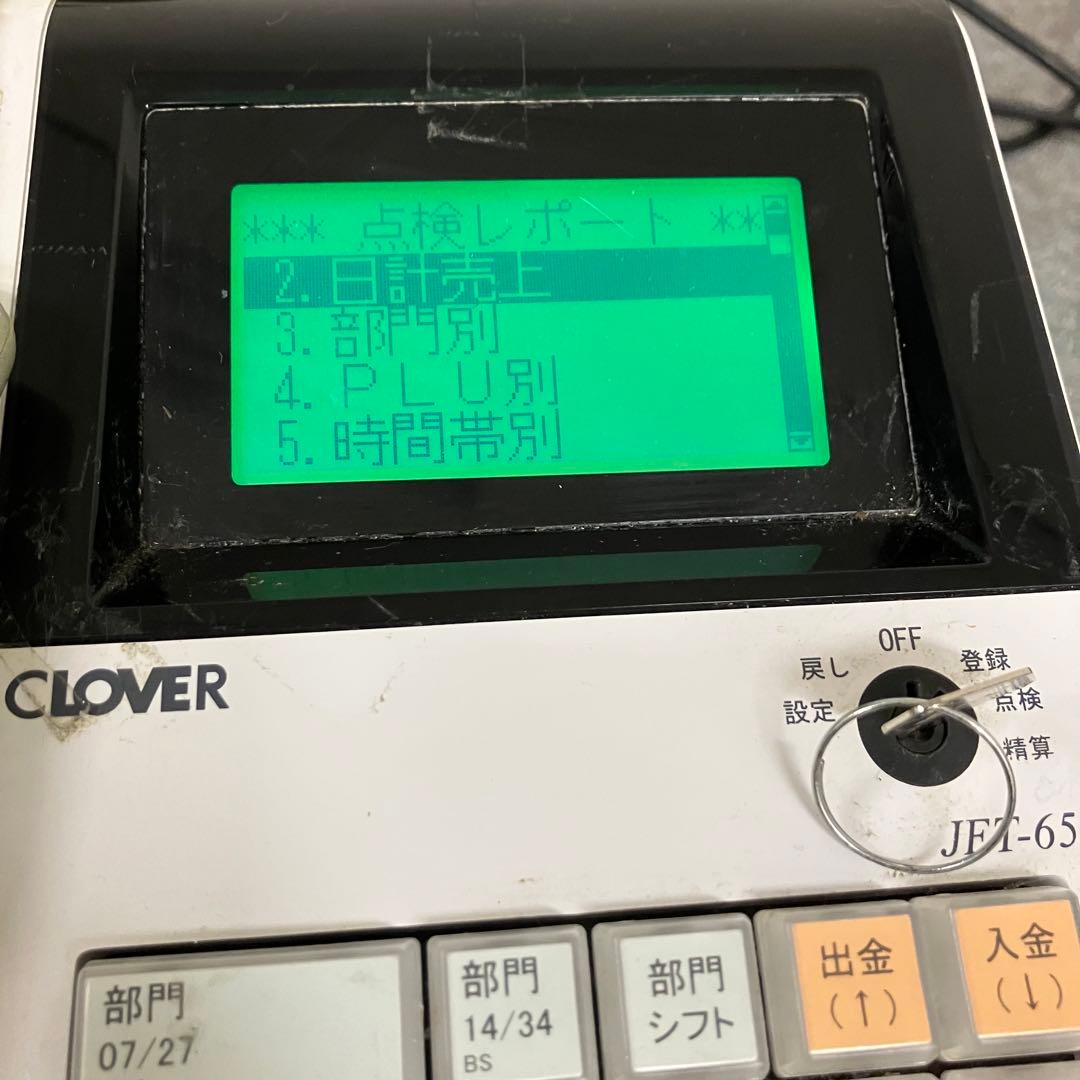 *** 点検レポート **
2.日計売上
3.部門別
4.PLU別
5.時間帯別
CLOVER
OFF
戻し
登録
設定
点検
精算
JET-65
部門
07/27
部門
14/34
BS
部門
シフト
出金
(↑)
入金
(↓)